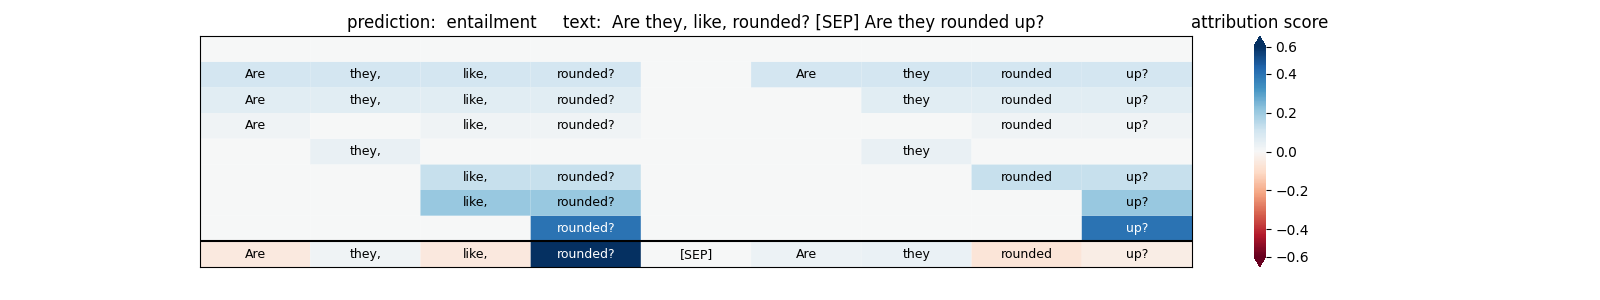 prediction:  entailment     text:  Are they, like, rounded? [SEP] Are they rounded up?
attribution score
Are they, like, rounded? Are they rounded up?
Are they, like, rounded? they rounded up?
Are like, rounded? rounded up?
they, they
like, rounded? rounded up?
like, rounded? up?
rounded? up?
Are they, like, rounded? [SEP] Are they rounded up?
0.6
0.4
0.2
0.0
−0.2
−0.4
−0.6